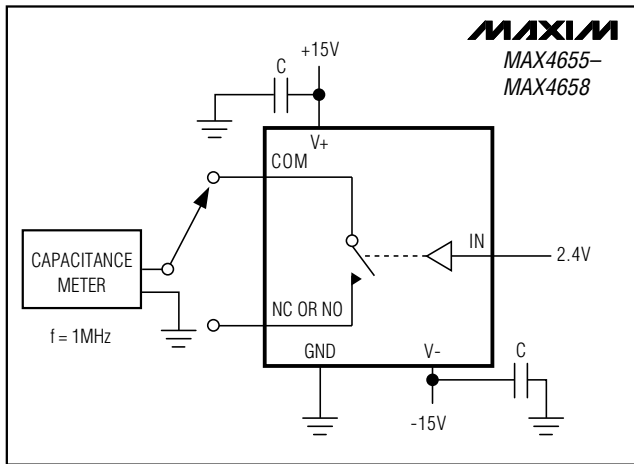 MAXIM
MAX4655–
MAX4658
+15V
C
V+
COM
IN
2.4V
CAPACITANCE
METER
NC OR NO
f = 1MHz
GND
V-
C
-15V